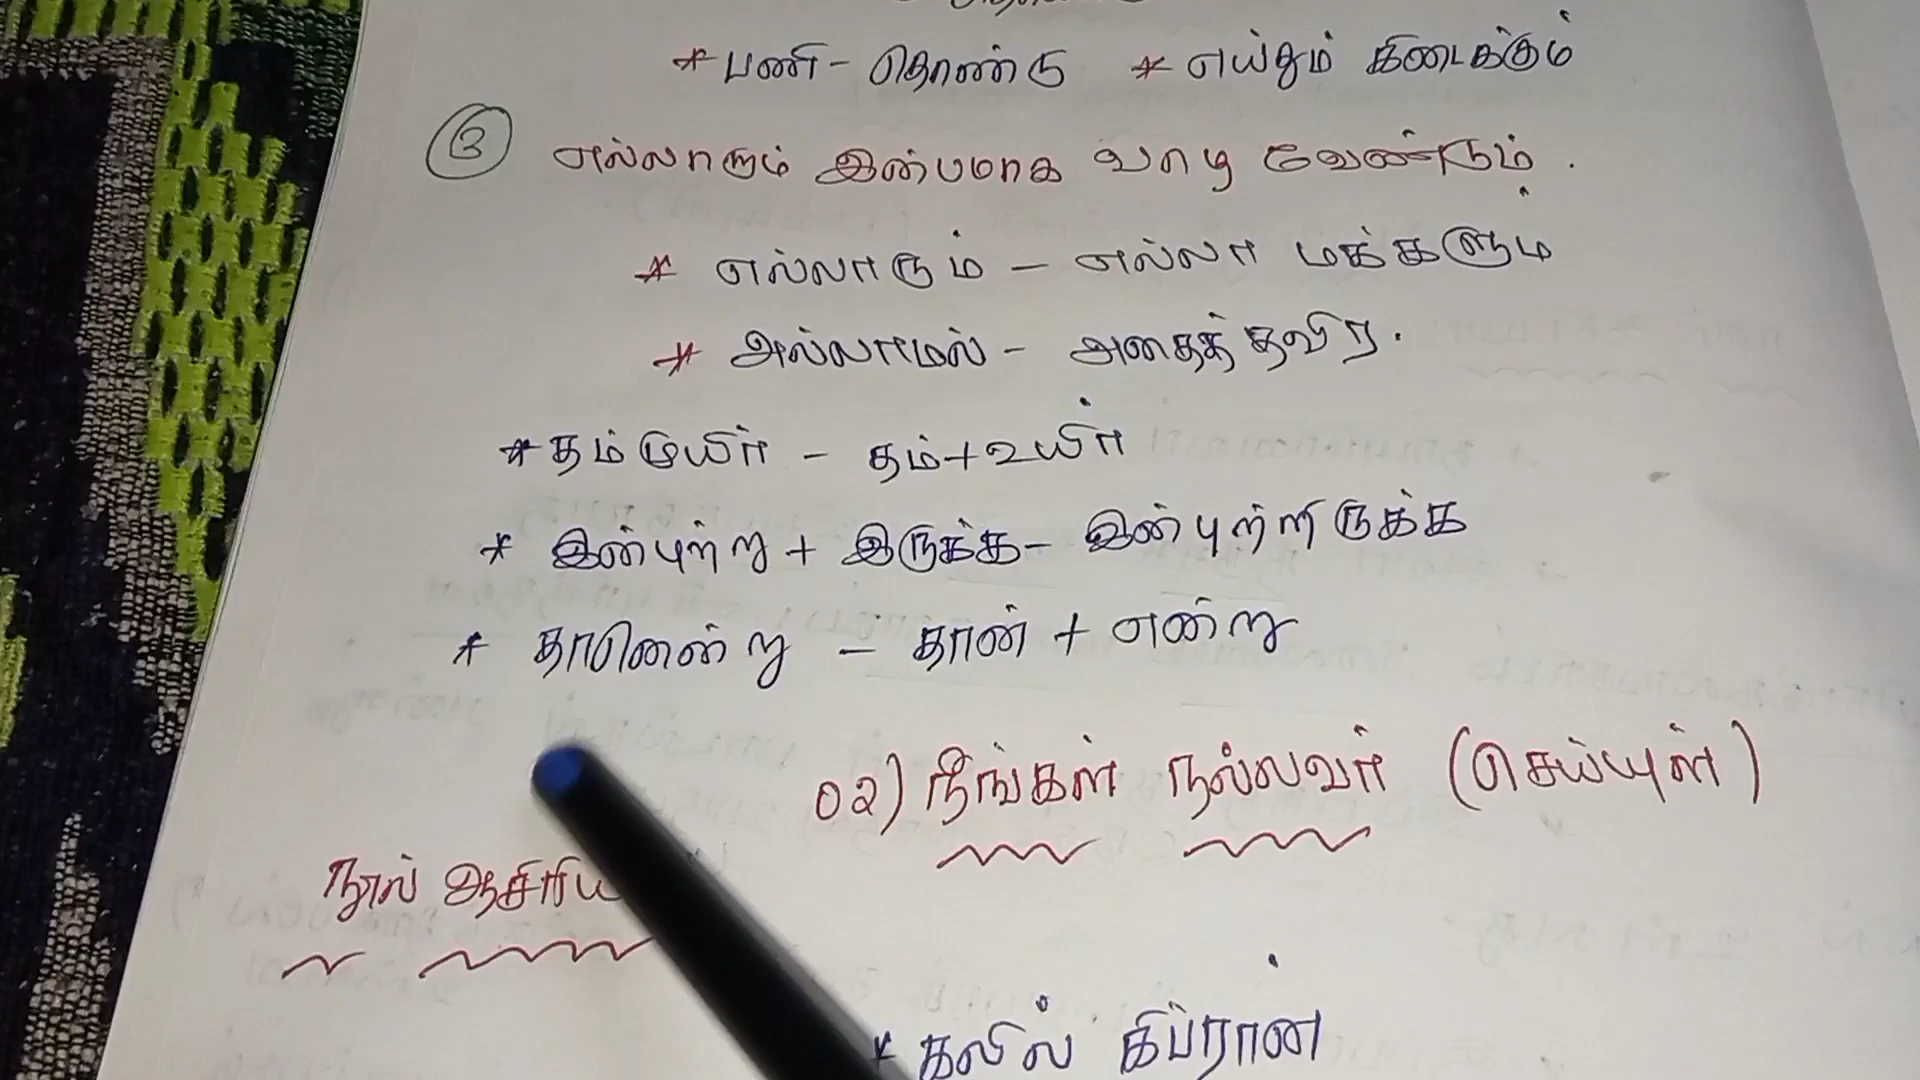 * பணி - தொண்டு * எய்தும் கிடைக்கும்
③ எல்லாரும் இன்பமாக வாழ வேண்டும்.
* எல்லாரும் - எல்லா மக்களும்
* அல்லாமல் - அதைத்தவிர.
* தம்முயிர் - தம்+உயிர்
* இன்புற்று + இருக்க - இன்புற்றிருக்க
* தானென்று - தான் + என்று
02) நீங்கள் நல்லவர் (செய்யுள்)
நூல்
* கலில் கிப்ரான்